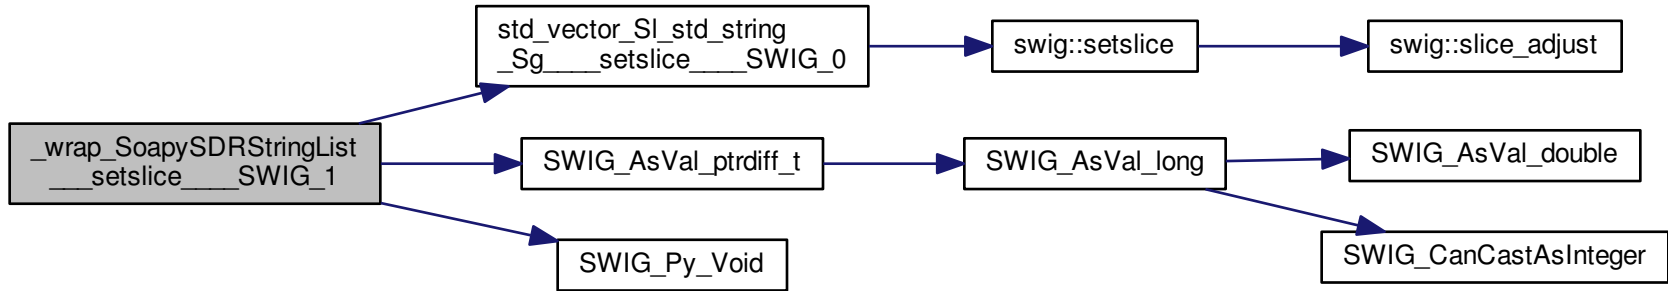 std_vector_Sl_std_string
_Sg____setslice____SWIG_0
swig::setslice
swig::slice_adjust
_wrap_SoapySDRStringList
___setslice____SWIG_1
SWIG_AsVal_ptrdiff_t
SWIG_AsVal_long
SWIG_AsVal_double
SWIG_CanCastAsInteger
SWIG_Py_Void